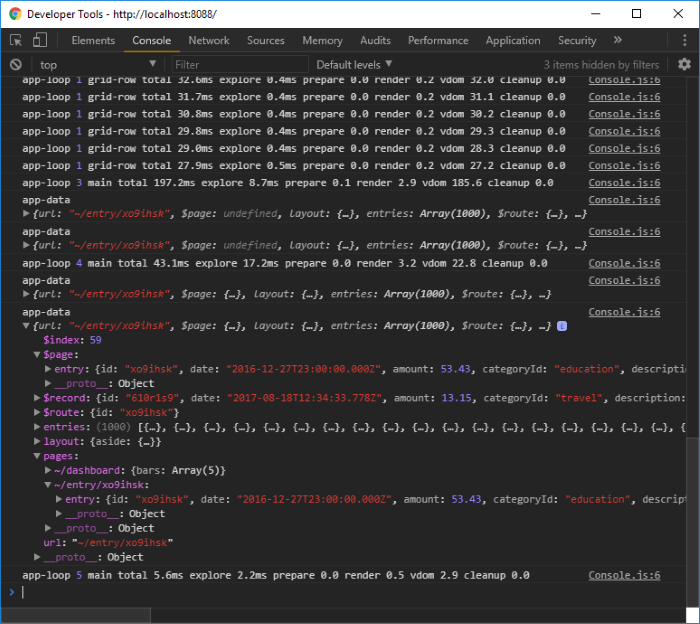 Developer Tools - http://localhost:8088/
Elements Console Network Sources Memory Audits Performance Application Security »
top Filter Default levels 3 items hidden by filters
app-loop 1 grid-row total 32.6ms explore 0.4ms prepare 0.0 render 0.2 vdom 32.0 cleanup 0.0 Console.js:6
app-loop 1 grid-row total 31.7ms explore 0.4ms prepare 0.0 render 0.2 vdom 31.1 cleanup 0.0 Console.js:6
app-loop 1 grid-row total 30.8ms explore 0.4ms prepare 0.0 render 0.2 vdom 30.2 cleanup 0.0 Console.js:6
app-loop 1 grid-row total 29.8ms explore 0.4ms prepare 0.0 render 0.2 vdom 29.3 cleanup 0.0 Console.js:6
app-loop 1 grid-row total 29.0ms explore 0.4ms prepare 0.0 render 0.2 vdom 28.3 cleanup 0.0 Console.js:6
app-loop 1 grid-row total 27.9ms explore 0.5ms prepare 0.0 render 0.2 vdom 27.2 cleanup 0.0 Console.js:6
app-loop 3 main total 197.2ms explore 8.7ms prepare 0.1 render 2.9 vdom 185.6 cleanup 0.0 Console.js:6
app-data Console.js:6
{url: "~/entry/xo9ihsk", $page: undefined, layout: {…}, entries: Array(1000), $route: {…}, …}
app-data Console.js:6
{url: "~/entry/xo9ihsk", $page: undefined, layout: {…}, entries: Array(1000), $route: {…}, …}
app-loop 4 main total 43.1ms explore 17.2ms prepare 0.0 render 3.2 vdom 22.8 cleanup 0.0 Console.js:6
app-data Console.js:6
{url: "~/entry/xo9ihsk", $page: {…}, layout: {…}, entries: Array(1000), $route: {…}, …}
app-data Console.js:6
{url: "~/entry/xo9ihsk", $page: {…}, layout: {…}, entries: Array(1000), $route: {…}, …} i
$index: 59
$page:
entry: {id: "xo9ihsk", date: "2016-12-27T23:00:00.000Z", amount: 53.43, categoryId: "education", descriptio
__proto__: Object
$record: {id: "610r1s9", date: "2017-08-18T12:34:33.778Z", amount: 13.15, categoryId: "travel", description:
$route: {id: "xo9ihsk"}
entries: (1000) [{…}, {…}, {…}, {…}, {…}, {…}, {…}, {…}, {…}, {…}, {…}, {…}, {…}, {…}, {…}, {…}, {…}, {…}, {
layout: {aside: {…}}
pages:
~/dashboard: {bars: Array(5)}
~/entry/xo9ihsk:
entry: {id: "xo9ihsk", date: "2016-12-27T23:00:00.000Z", amount: 53.43, categoryId: "education", descript
__proto__: Object
__proto__: Object
url: "~/entry/xo9ihsk"
__proto__: Object
app-loop 5 main total 5.6ms explore 2.2ms prepare 0.0 render 0.5 vdom 2.9 cleanup 0.0 Console.js:6
>